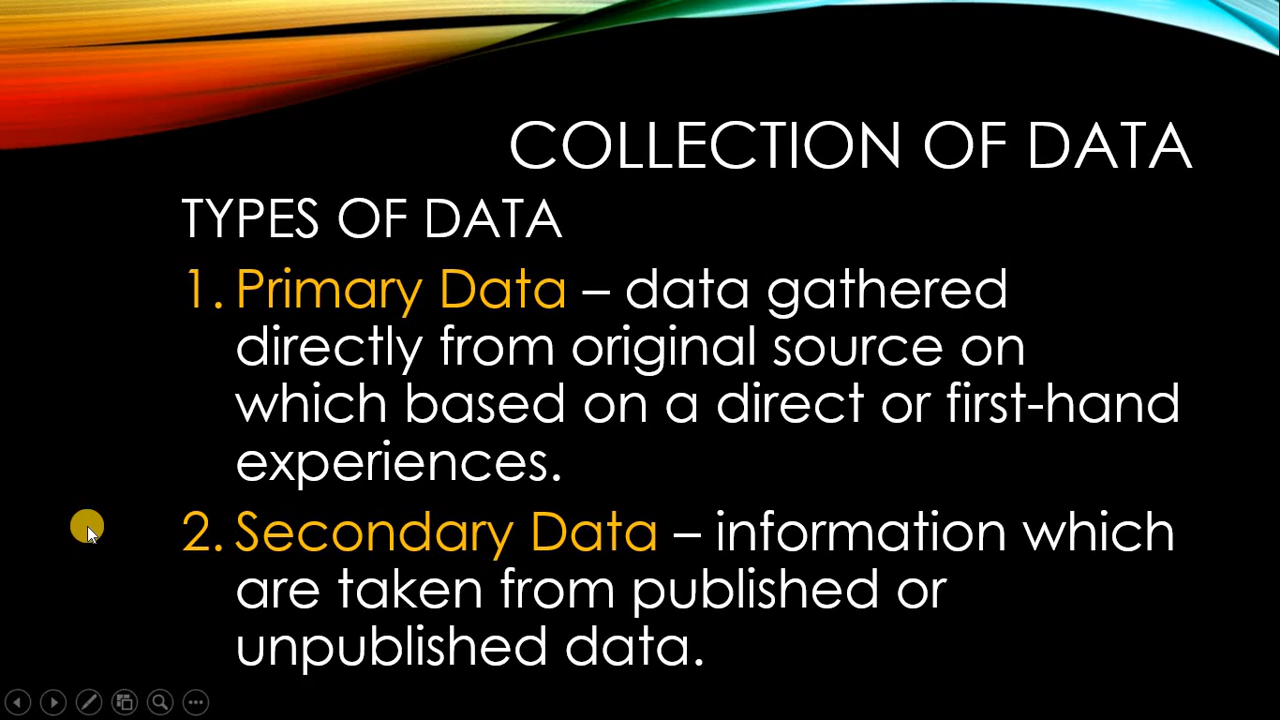 COLLECTION OF DATA
TYPES OF DATA
1. Primary Data – data gathered
directly from original source on
which based on a direct or first-hand
experiences.
2. Secondary Data – information which
are taken from published or
unpublished data.